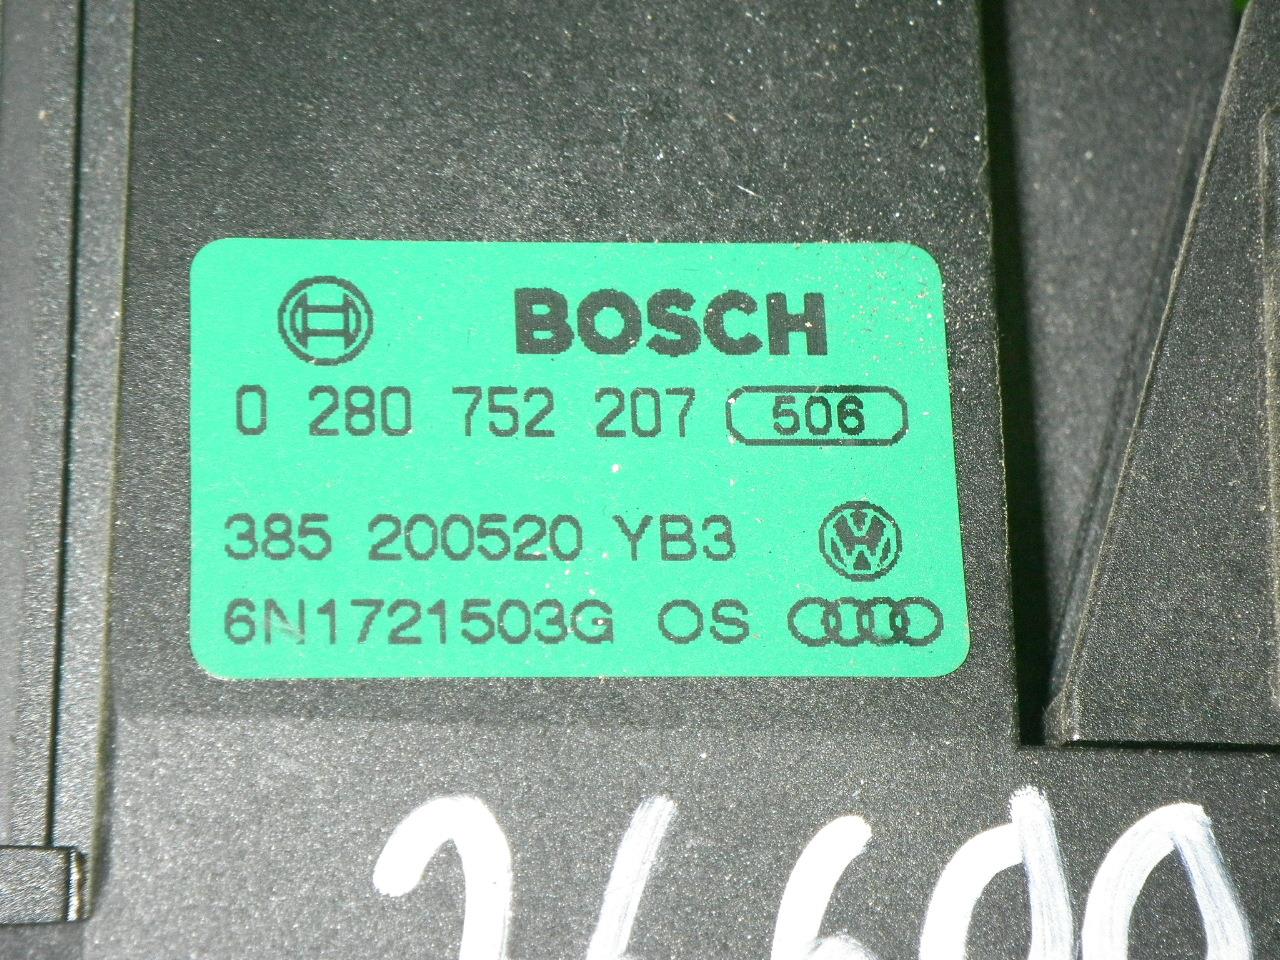 BOSCH
0 280 752 207 506
385 200520 YB3
6N1721503G OS